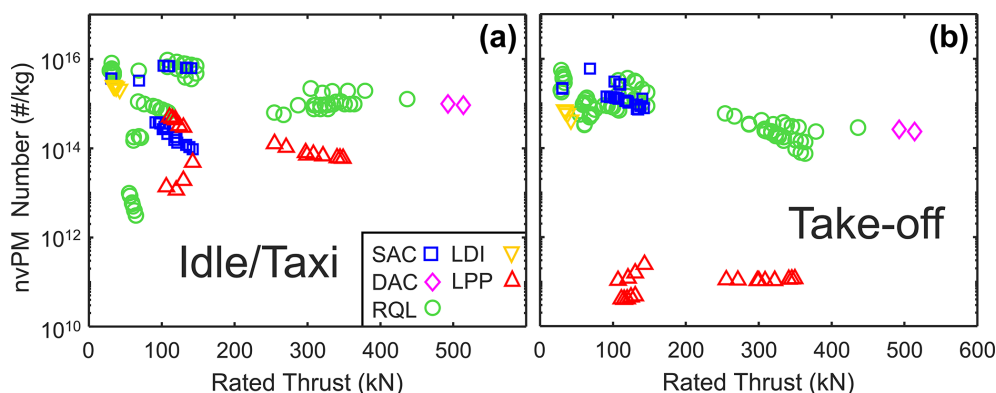 (a)
(b)
nvPM Number (#/kg)
10^16
10^14
10^12
10^10
Idle/Taxi
Take-off
SAC LDI
DAC LPP
RQL
0 100 200 300 400 500
0 100 200 300 400 500 600
Rated Thrust (kN)
Rated Thrust (kN)